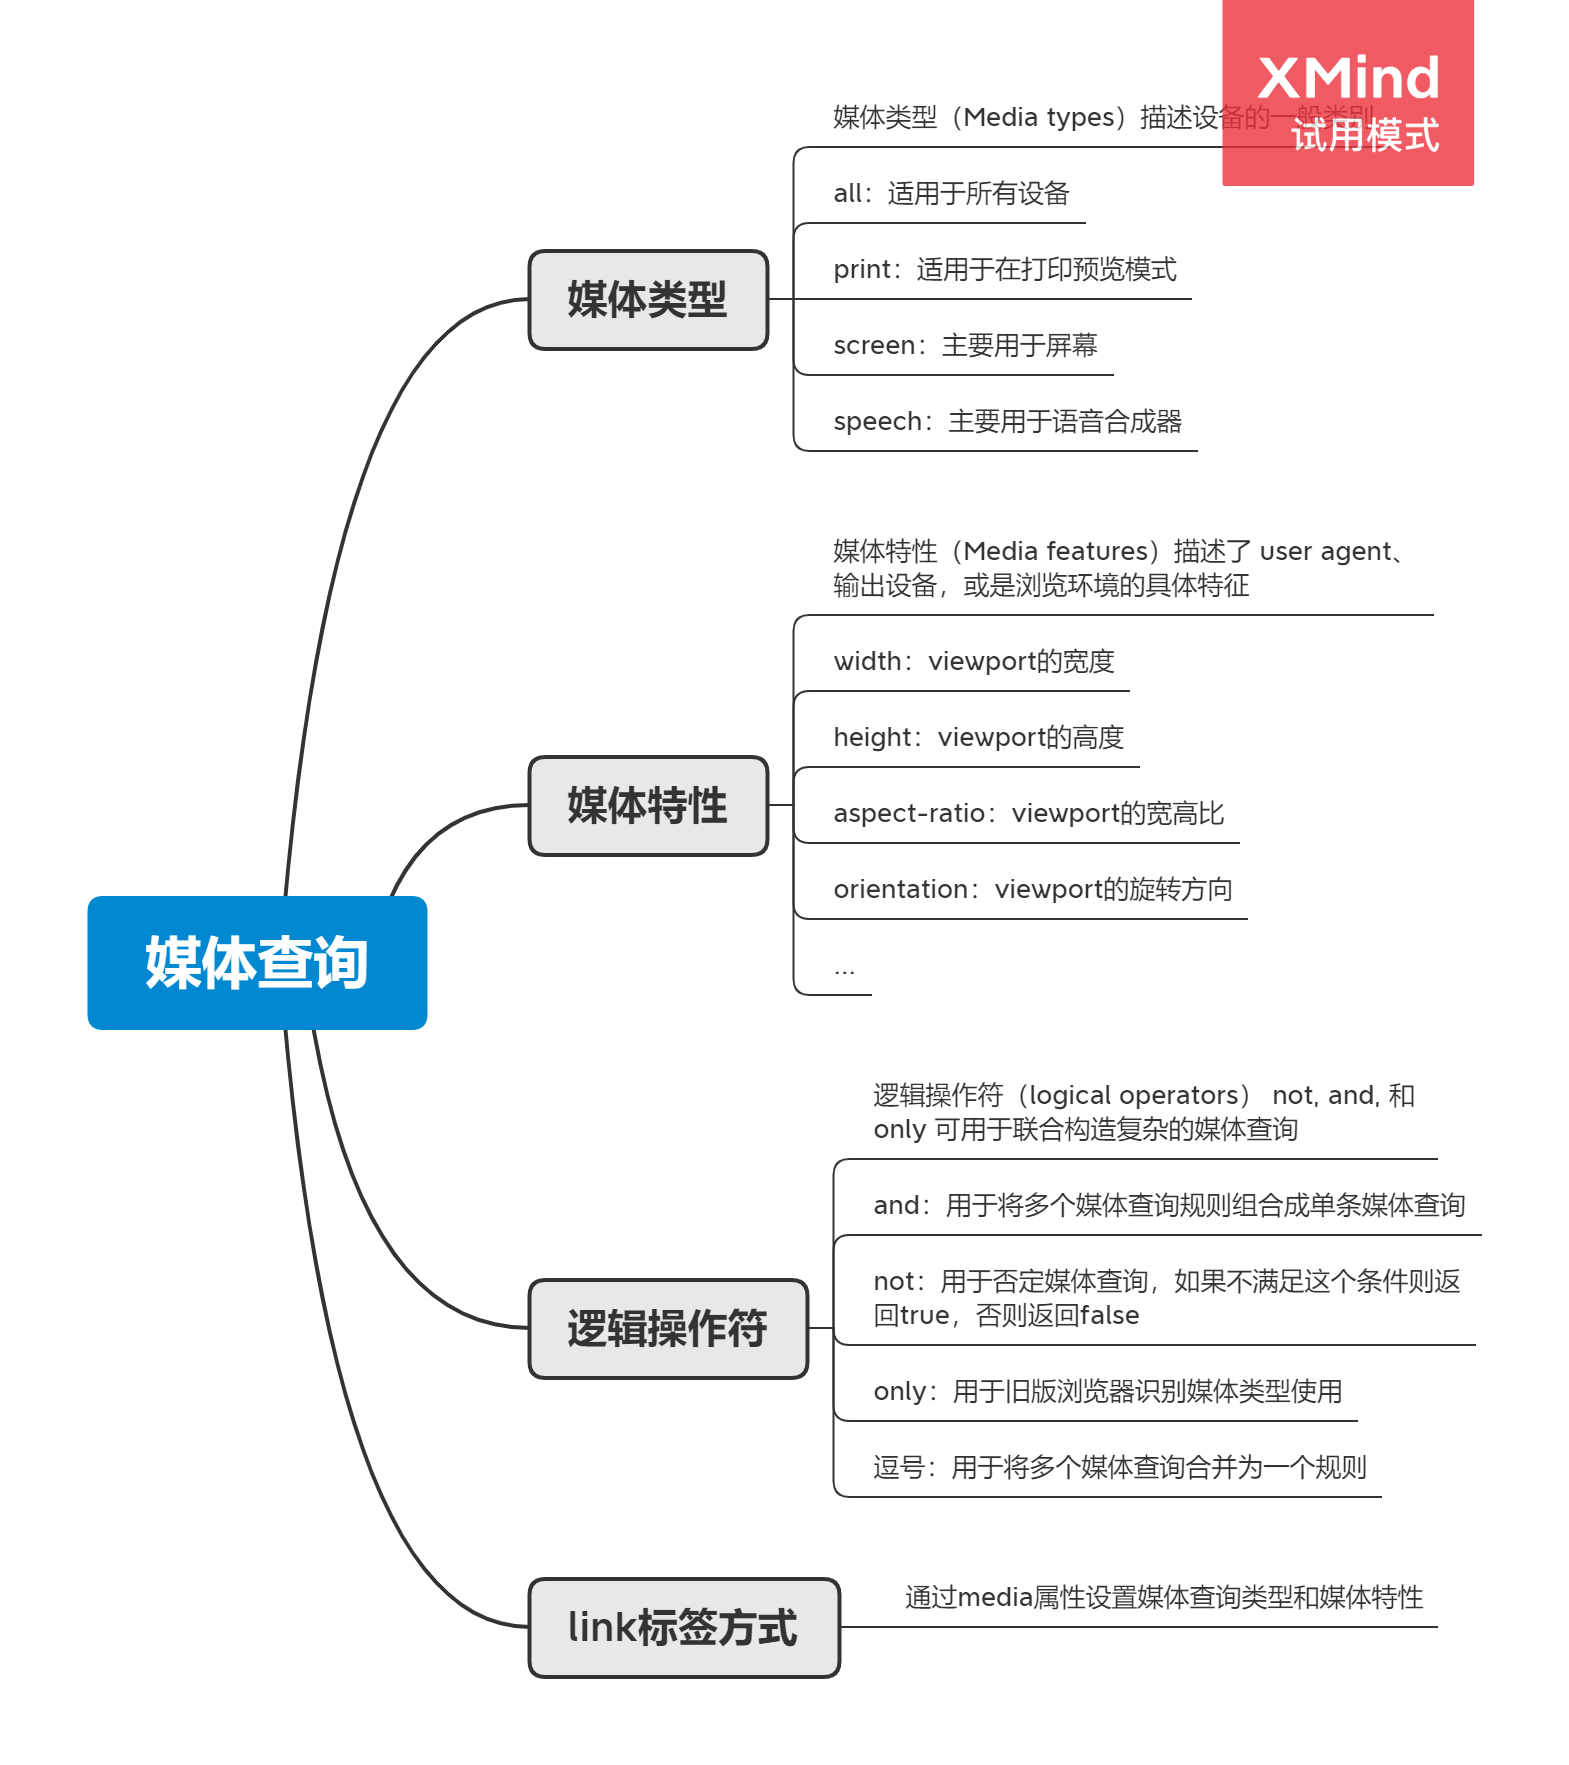 XMind
试用模式
媒体类型（Media types）描述设备的一般类别
all：适用于所有设备
print：适用于在打印预览模式
媒体类型
screen：主要用于屏幕
speech：主要用于语音合成器
媒体特性（Media features）描述了 user agent、
输出设备，或是浏览环境的具体特征
width：viewport的宽度
height：viewport的高度
媒体特性
aspect-ratio：viewport的宽高比
orientation：viewport的旋转方向
...
媒体查询
逻辑操作符（logical operators） not, and, 和
only 可用于联合构造复杂的媒体查询
and：用于将多个媒体查询规则组合成单条媒体查询
not：用于否定媒体查询，如果不满足这个条件则返
回true，否则返回false
逻辑操作符
only：用于旧版浏览器识别媒体类型使用
逗号：用于将多个媒体查询合并为一个规则
link标签方式
通过media属性设置媒体查询类型和媒体特性